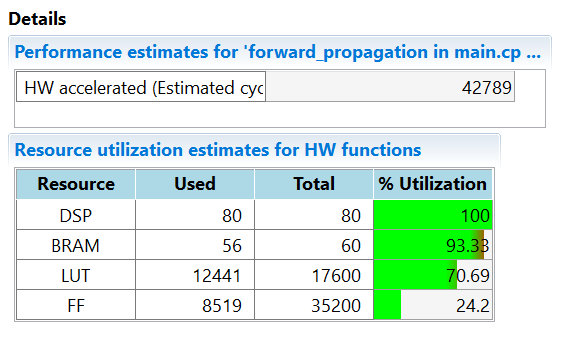 Details
Performance estimates for 'forward_propagation in main.cp ...
HW accelerated (Estimated cyc 42789
Resource utilization estimates for HW functions
Resource Used Total % Utilization
DSP 80 80 100
BRAM 56 60 93.33
LUT 12441 17600 70.69
FF 8519 35200 24.2